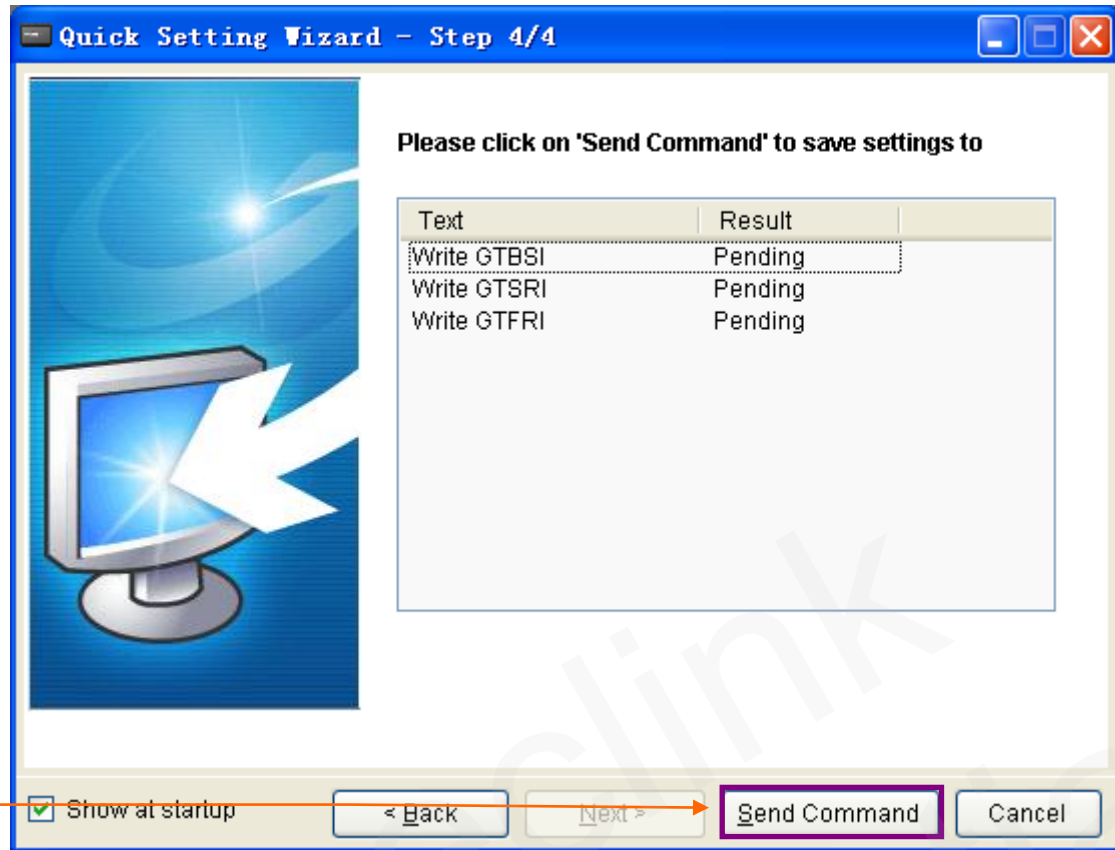 Quick Setting Wizard - Step 4/4
Please click on 'Send Command' to save settings to
Text Result
Write GTBSI Pending
Write GTSRI Pending
Write GTFRI Pending
Show at startup < Back Next > Send Command Cancel